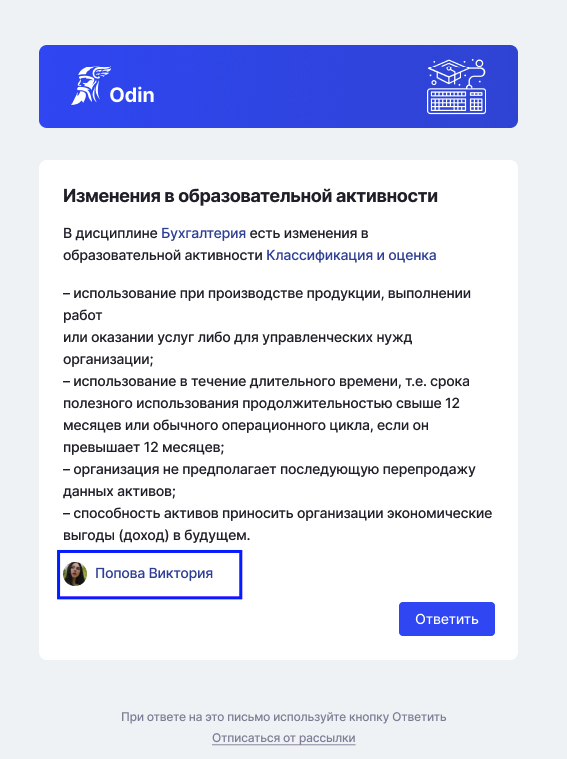 Odin
Изменения в образовательной активности
В дисциплине Бухгалтерия есть изменения в
образовательной активности Классификация и оценка
– использование при производстве продукции, выполнении
работ
или оказании услуг либо для управленческих нужд
организации;
– использование в течение длительного времени, т.е. срока
полезного использования продолжительностью свыше 12
месяцев или обычного операционного цикла, если он
превышает 12 месяцев;
– организация не предполагает последующую перепродажу
данных активов;
– способность активов приносить организации экономические
выгоды (доход) в будущем.
Попова Виктория
Ответить
При ответе на это письмо используйте кнопку Ответить
Отписаться от рассылки